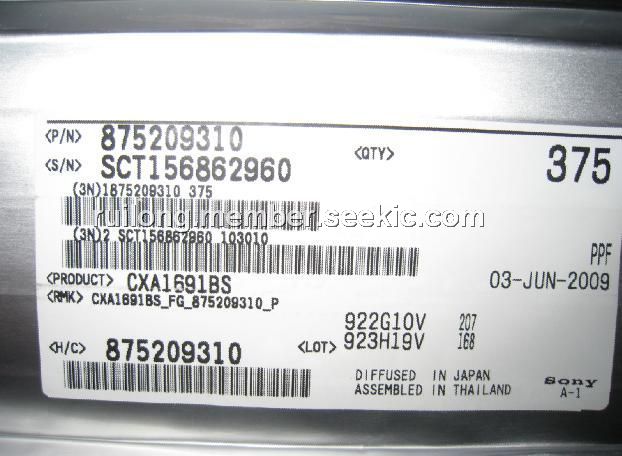 <P/N> 875209310 <QTY> 375
<S/N> SCT156862960
(3N)1875209310 375
ruilong.member.seekic.com
(3N)2 SCT156862960 103010
PPF
<PRODUCT> CXA1691BS 03-JUN-2009
<RMK> CXA1691BS_FG_875209310_P
922G10V 207
<H/C> 875209310 <LOT> 923H19V 168
DIFFUSED IN JAPAN Sony
ASSEMBLED IN THAILAND A-1